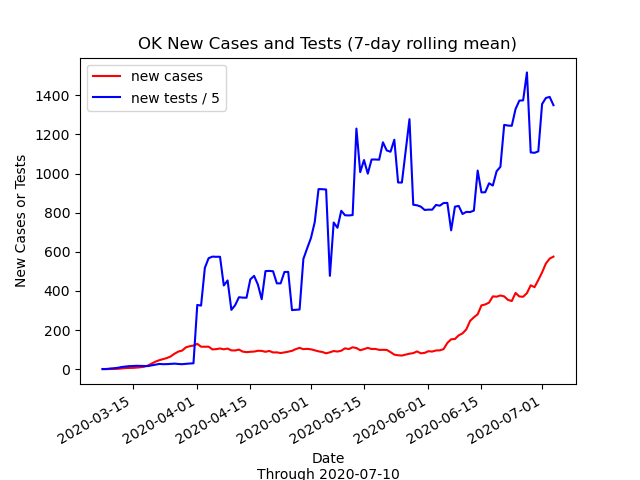 OK New Cases and Tests (7-day rolling mean)
new cases
new tests / 5
New Cases or Tests
1400
1200
1000
800
600
400
200
0
2020-03-15
2020-04-01
2020-04-15
2020-05-01
2020-05-15
2020-06-01
2020-06-15
2020-07-01
Date
Through 2020-07-10